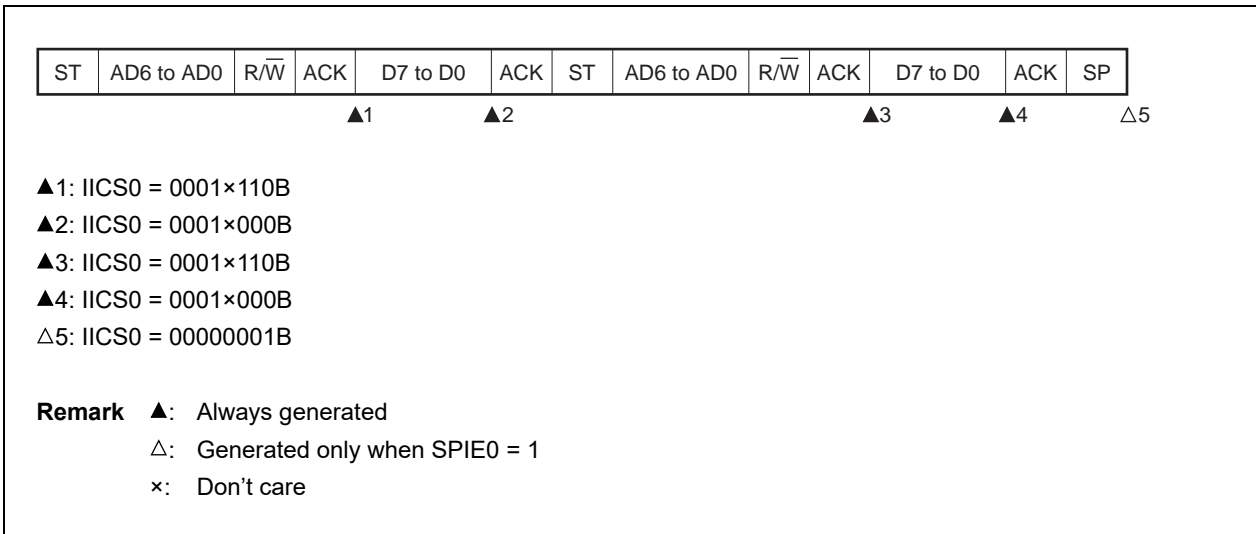 ST AD6 to AD0 R/W̅ ACK D7 to D0 ACK ST AD6 to AD0 R/W̅ ACK D7 to D0 ACK SP
▲1 ▲2 ▲3 ▲4 △5
▲1: IICS0 = 0001×110B
▲2: IICS0 = 0001×000B
▲3: IICS0 = 0001×110B
▲4: IICS0 = 0001×000B
△5: IICS0 = 00000001B
Remark ▲: Always generated
△: Generated only when SPIE0 = 1
×: Don't care